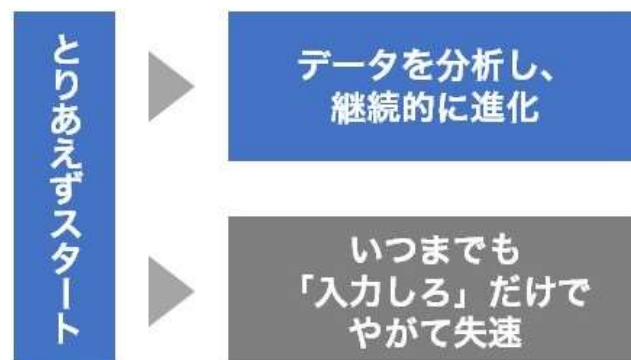 とりあえずスタート
データを分析し、
継続的に進化
いつまでも
「入力しろ」だけで
やがて失速